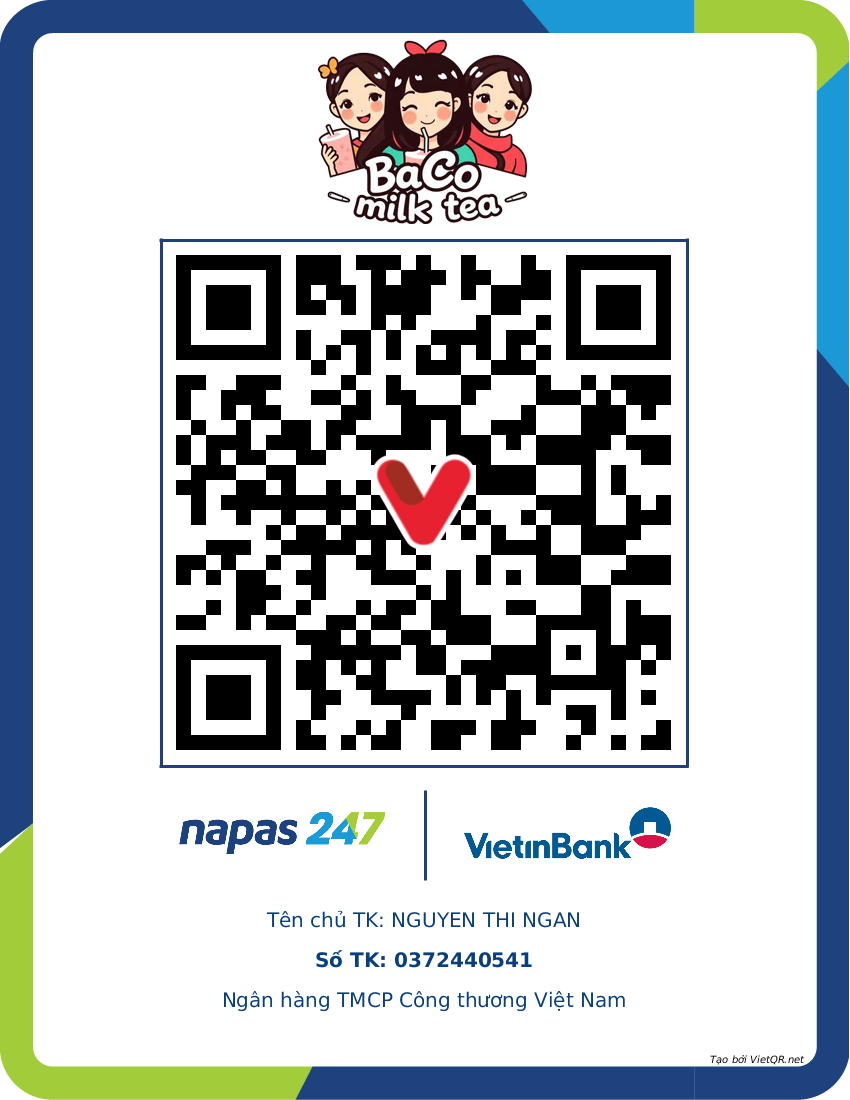 BaCo
milk tea
napas 247
VietinBank
Tên chủ TK: NGUYEN THI NGAN
Số TK: 0372440541
Ngân hàng TMCP Công thương Việt Nam
Tạo bởi VietQR.net